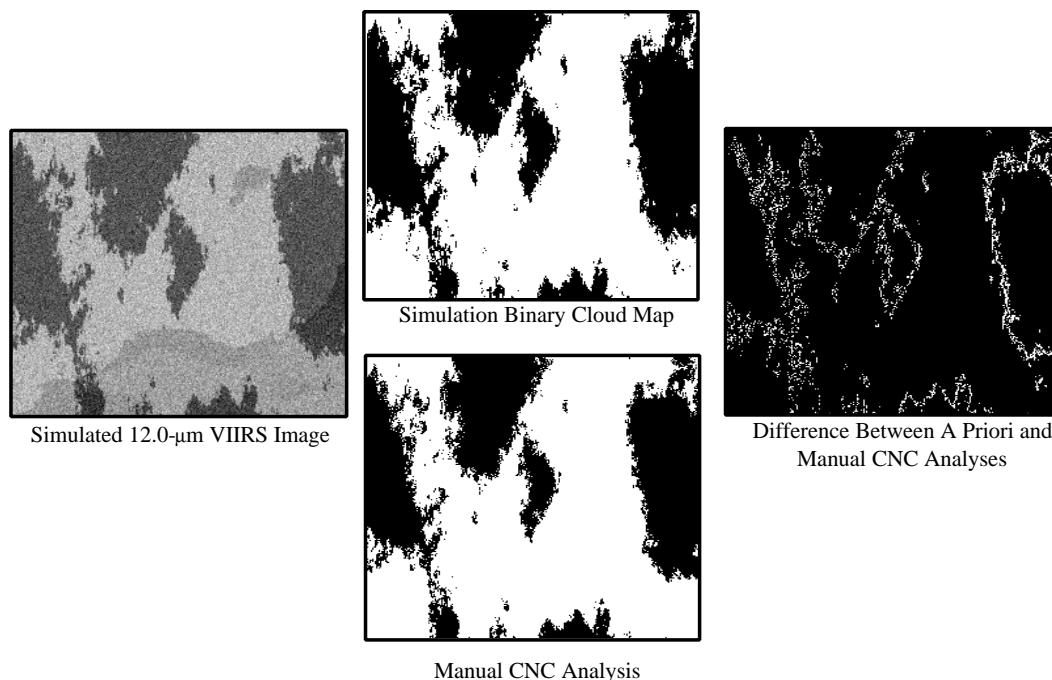 Simulation Binary Cloud Map
Simulated 12.0-μm VIIRS Image
Difference Between A Priori and
Manual CNC Analyses
Manual CNC Analysis